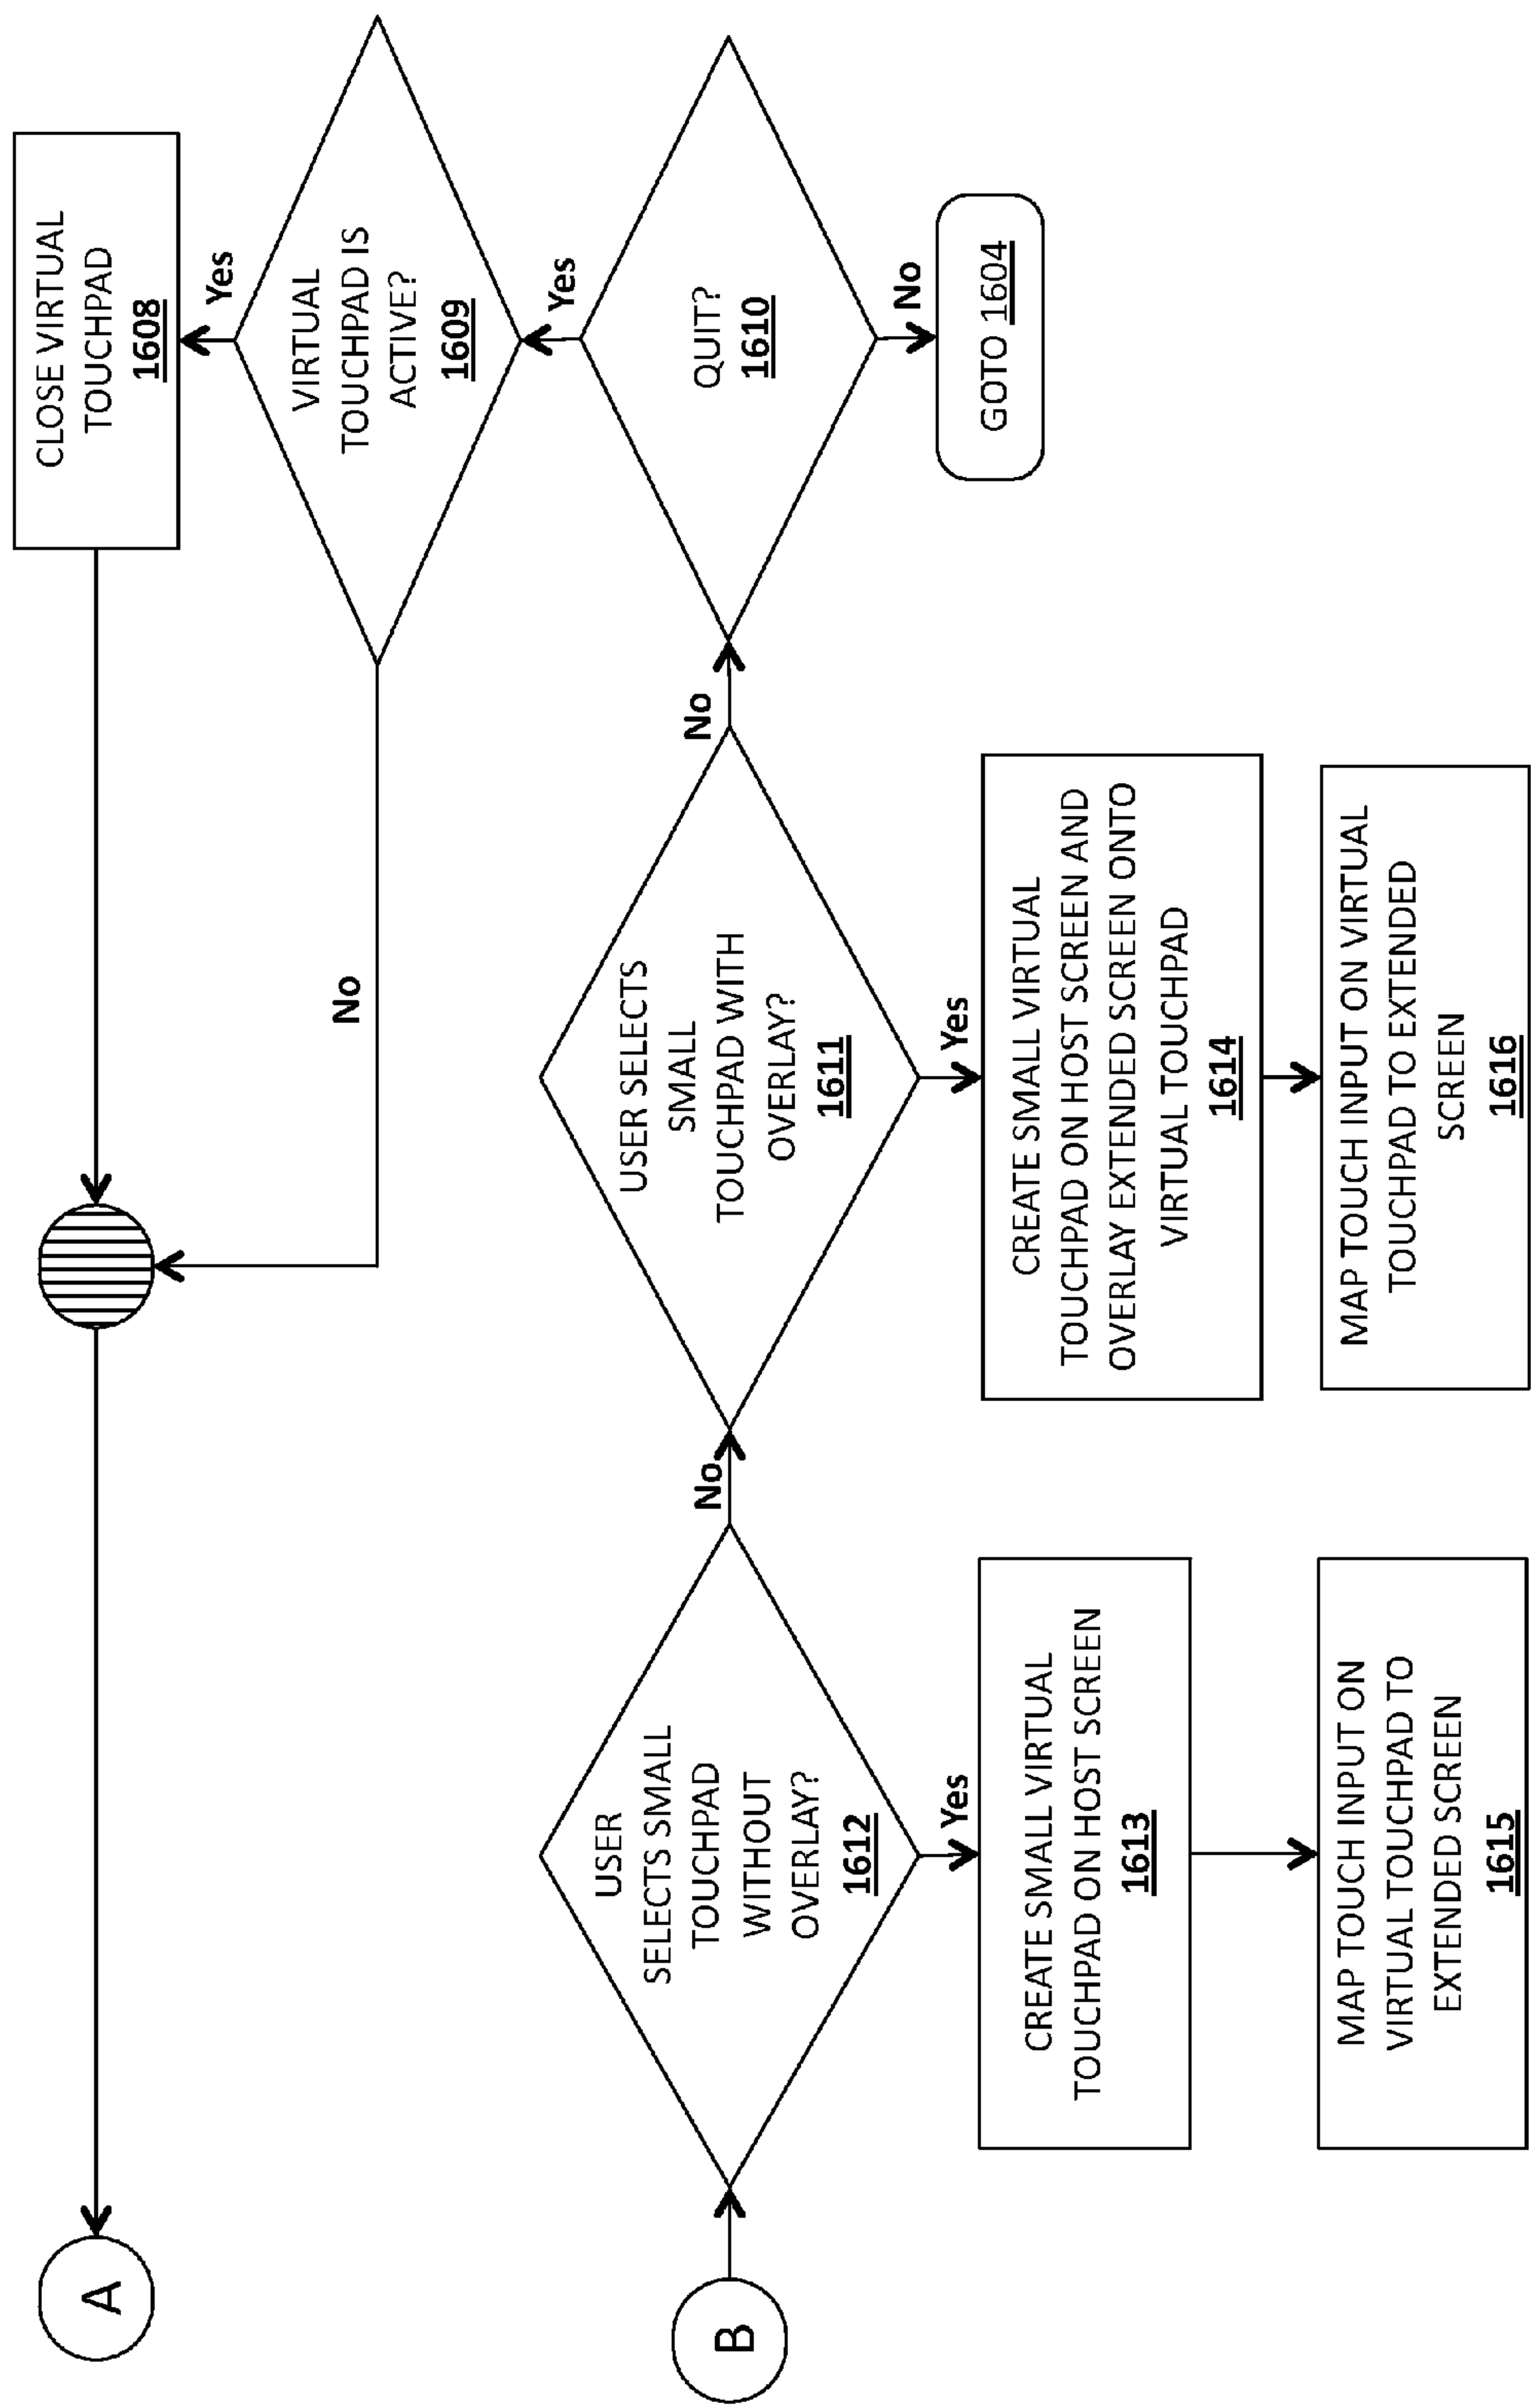 A
CLOSE VIRTUAL
TOUCHPAD
1608
Yes
No
VIRTUAL
TOUCHPAD IS
ACTIVE?
1609
Yes
B
USER
SELECTS SMALL
TOUCHPAD
WITHOUT
OVERLAY?
1612
No
USER SELECTS
SMALL
TOUCHPAD WITH
OVERLAY?
1611
No
QUIT?
1610
Yes
Yes
No
CREATE SMALL VIRTUAL
TOUCHPAD ON HOST SCREEN
1613
CREATE SMALL VIRTUAL
TOUCHPAD ON HOST SCREEN AND
OVERLAY EXTENDED SCREEN ONTO
VIRTUAL TOUCHPAD
1614
GOTO 1604
MAP TOUCH INPUT ON
VIRTUAL TOUCHPAD TO
EXTENDED SCREEN
1615
MAP TOUCH INPUT ON VIRTUAL
TOUCHPAD TO EXTENDED
SCREEN
1616